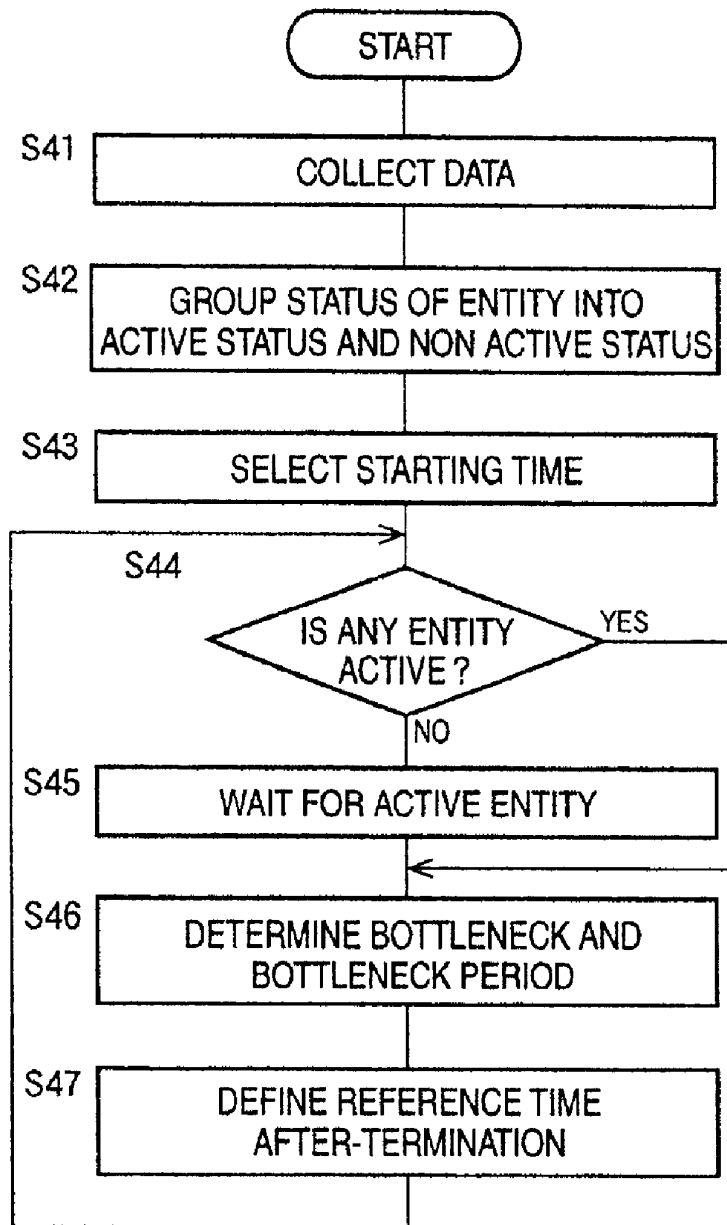 START
S41
COLLECT DATA
S42
GROUP STATUS OF ENTITY INTO
ACTIVE STATUS AND NON ACTIVE STATUS
S43
SELECT STARTING TIME
S44
IS ANY ENTITY
ACTIVE ?
YES
NO
S45
WAIT FOR ACTIVE ENTITY
S46
DETERMINE BOTTLENECK AND
BOTTLENECK PERIOD
S47
DEFINE REFERENCE TIME
AFTER-TERMINATION